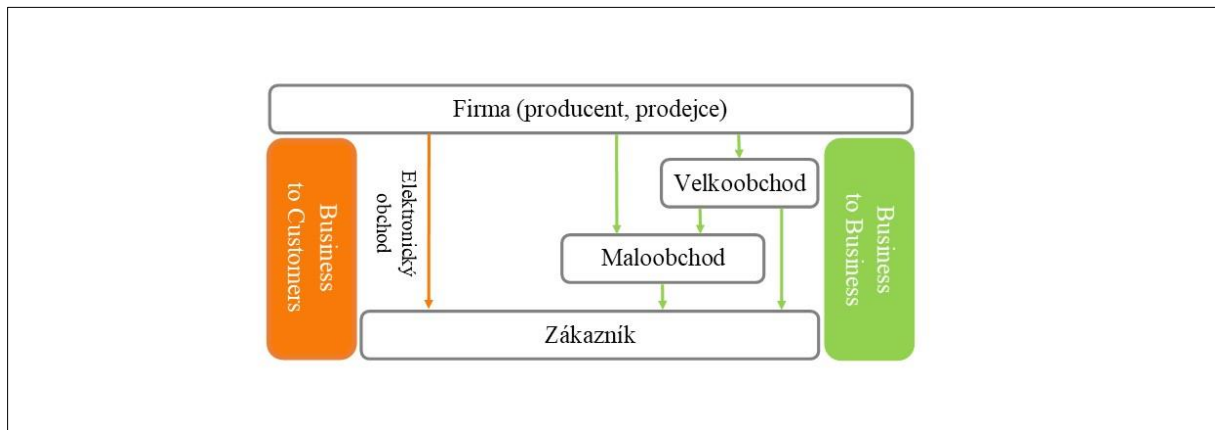 Firma (producent, prodejce)
Business
to Customers
Elektronický
obchod
Velkoobchod
Maloobchod
Business
to Business
Zákazník